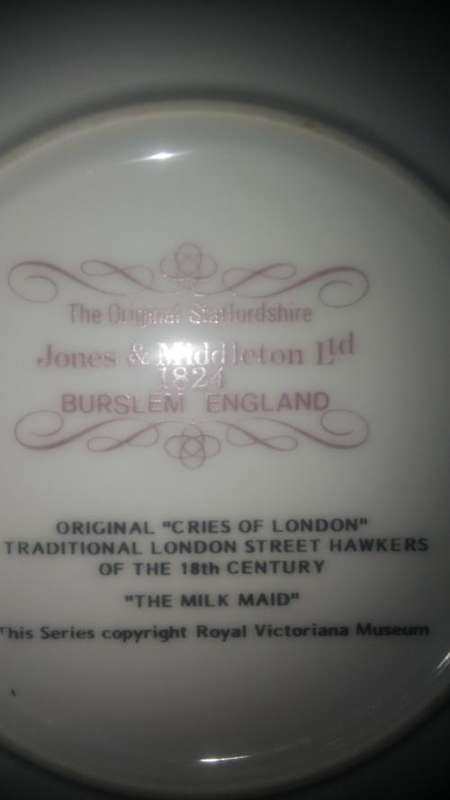 The Original Staffordshire
Jones & Middleton Ltd
1824
BURSLEM ENGLAND
ORIGINAL "CRIES OF LONDON"
TRADITIONAL LONDON STREET HAWKERS
OF THE 18th CENTURY
"THE MILK MAID"
This Series copyright Royal Victoriana Museum